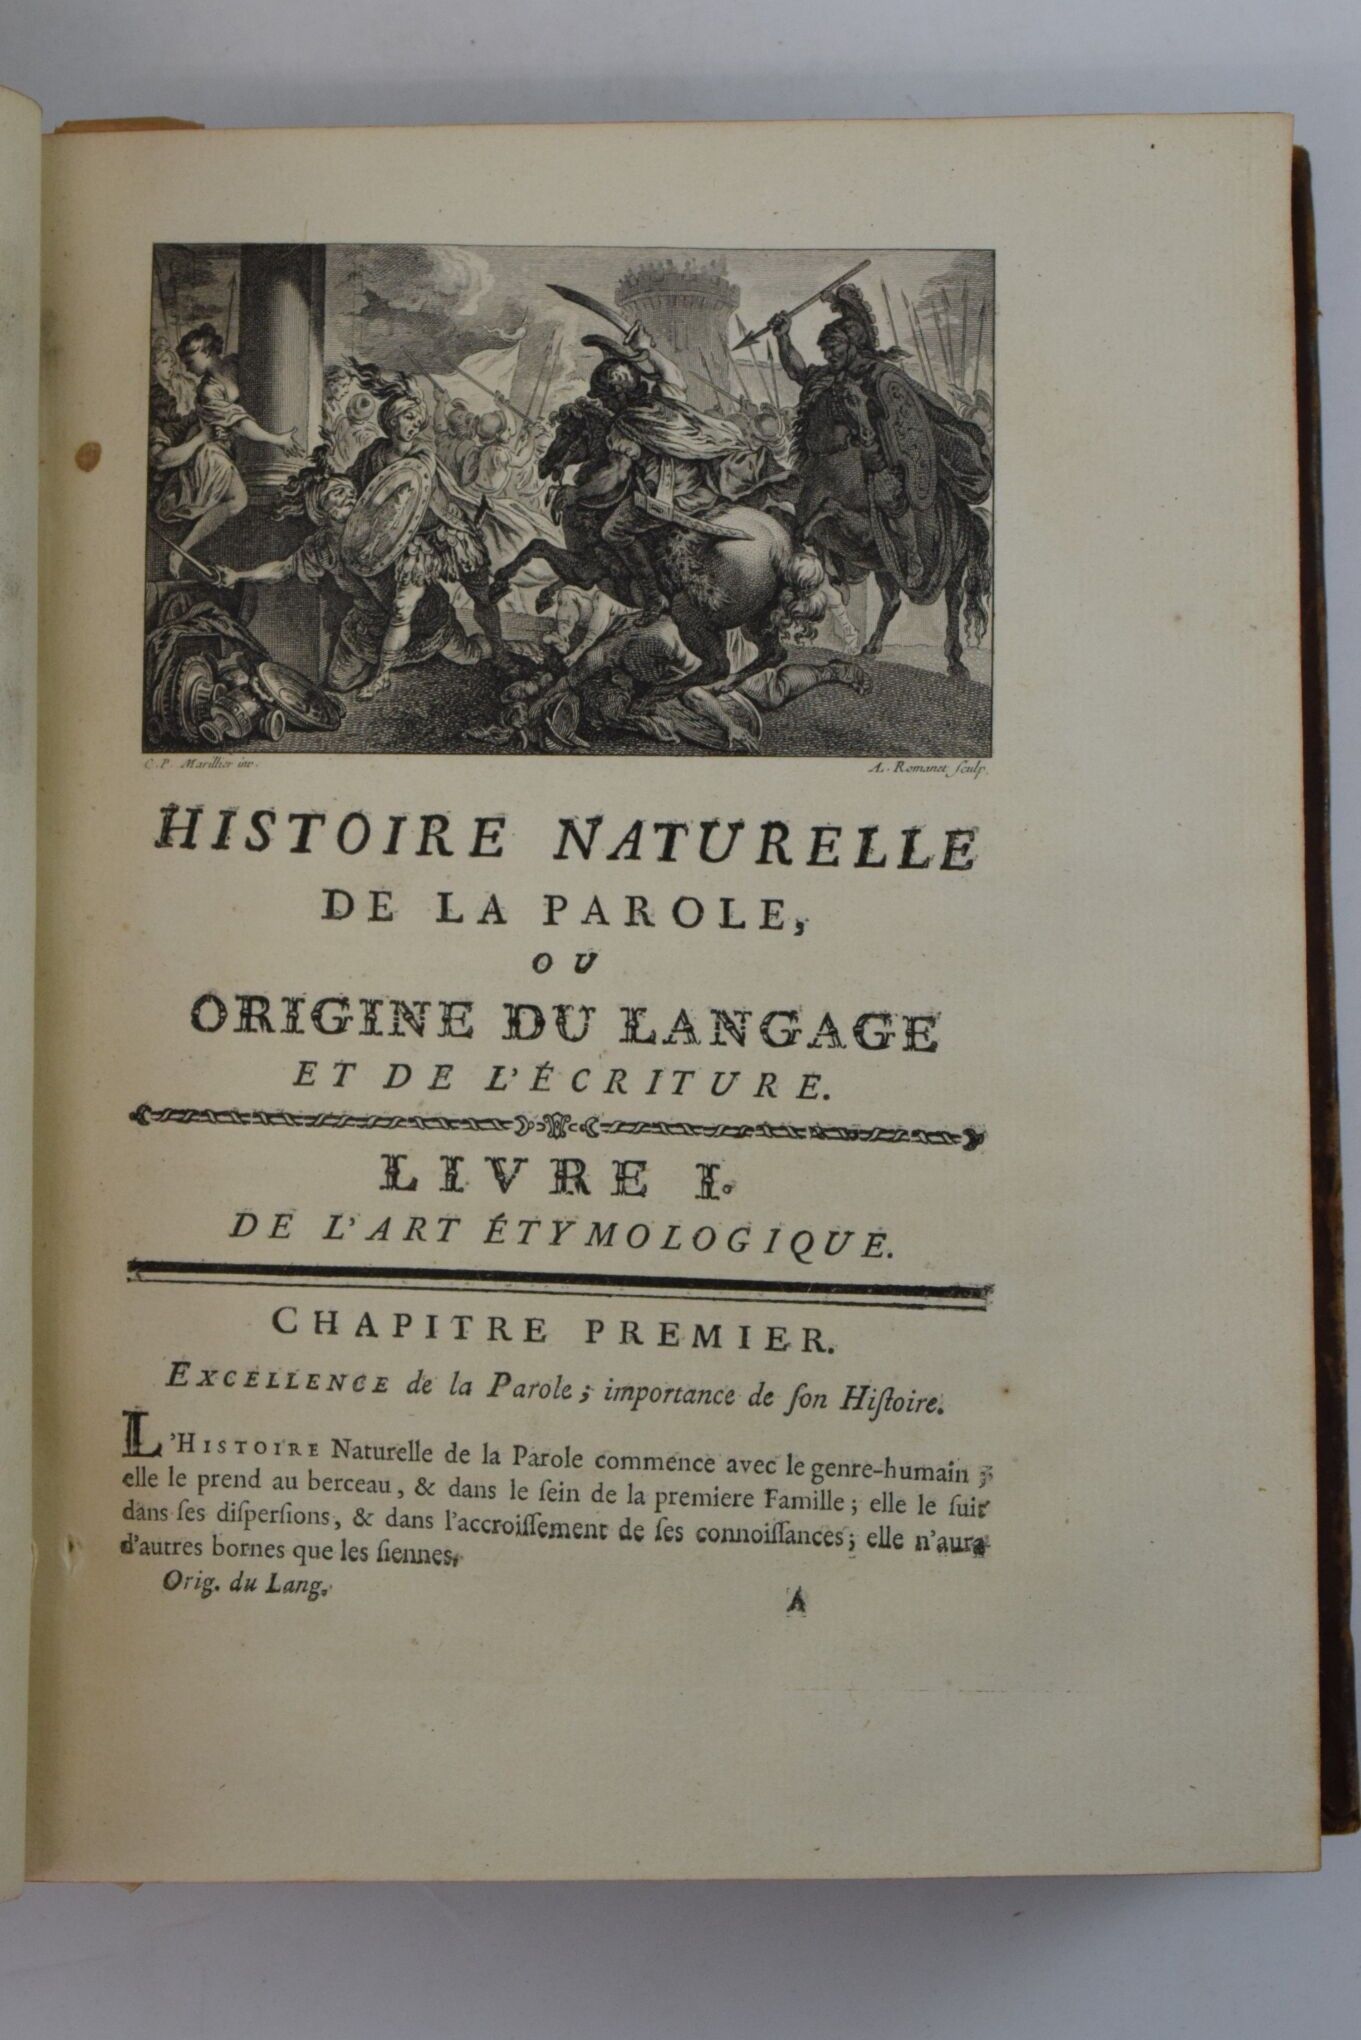 C. P. Marillier inv.
A. Romanet ſculp.
HISTOIRE NATURELLE
DE LA PAROLE,
OU
ORIGINE DU LANGAGE
ET DE L'ÉCRITURE.
LIVRE I.
DE L'ART ÉTYMOLOGIQUE.
CHAPITRE PREMIER.
EXCELLENCE de la Parole; importance de ſon Hiſtoire.
L'HISTOIRE Naturelle de la Parole commence avec le genre-humain;
elle le prend au berceau, & dans le ſein de la premiere Famille; elle le ſuit
dans ſes diſperſions, & dans l'accroiſſement de ſes connoiſſances; elle n'aura
d'autres bornes que les ſiennes.
Orig. du Lang.
A